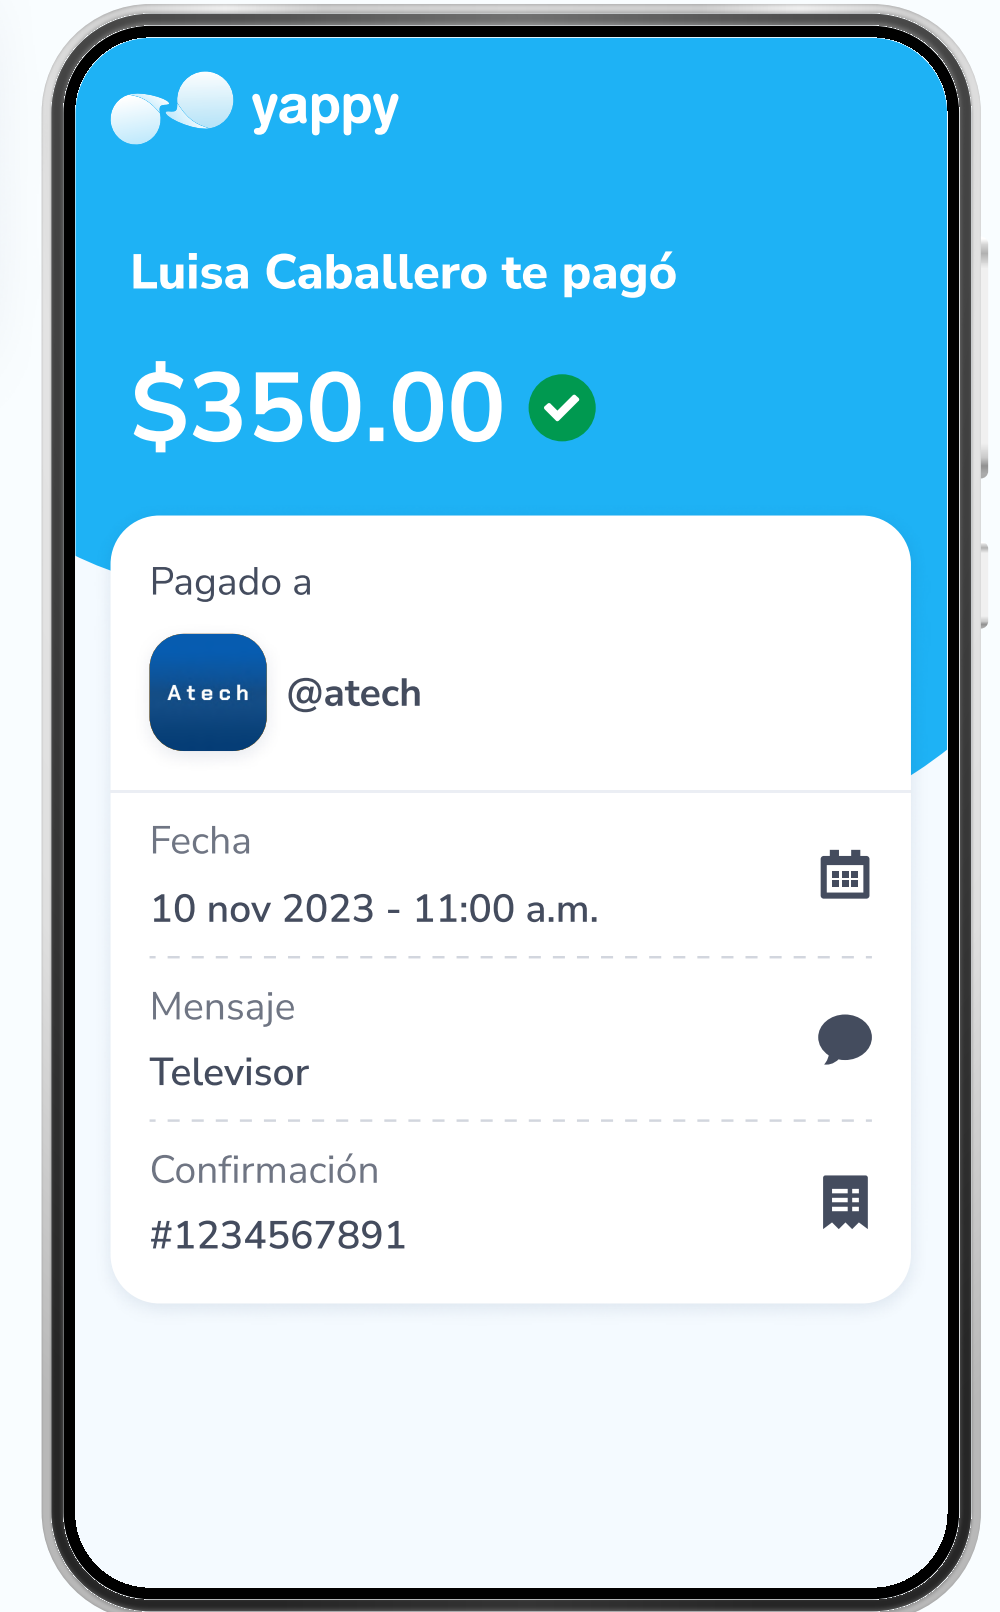 yappy
Luisa Caballero te pagó
$350.00
Pagado a
Atech
@atech
Fecha
10 nov 2023 - 11:00 a.m.
Mensaje
Televisor
Confirmación
#1234567891